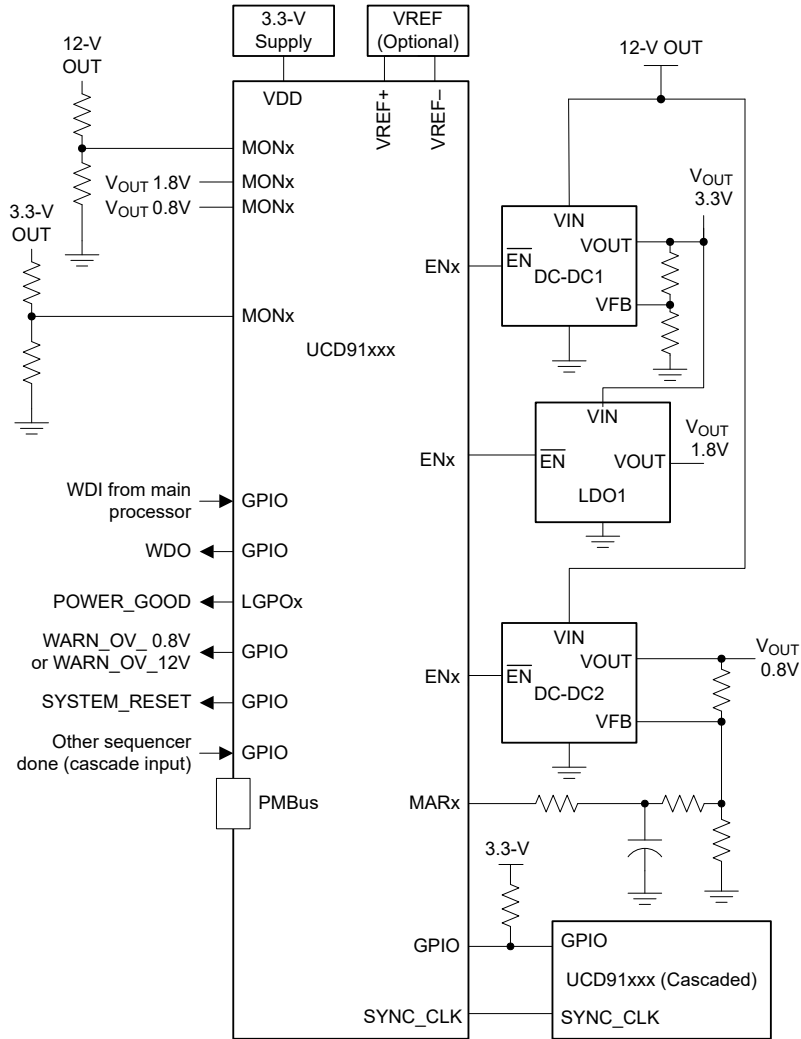 3.3-V
Supply
VREF
(Optional)
12-V
OUT
12-V OUT
VDD
VREF+
VREF–
MONx
VOUT 1.8V
MONx
VOUT 0.8V
MONx
3.3-V
OUT
MONx
UCD91xxx
VOUT
3.3V
VIN
VOUT
ENx
EN
DC-DC1
VFB
VIN
ENx
EN
VOUT
VOUT
1.8V
LDO1
WDI from main
processor
GPIO
WDO
GPIO
POWER_GOOD
LGPOx
WARN_OV_ 0.8V
or WARN_OV_12V
GPIO
SYSTEM_RESET
GPIO
Other sequencer
done (cascade input)
GPIO
PMBus
VIN
VOUT
VOUT
0.8V
ENx
EN
DC-DC2
VFB
MARx
3.3-V
GPIO
GPIO
UCD91xxx (Cascaded)
SYNC_CLK
SYNC_CLK